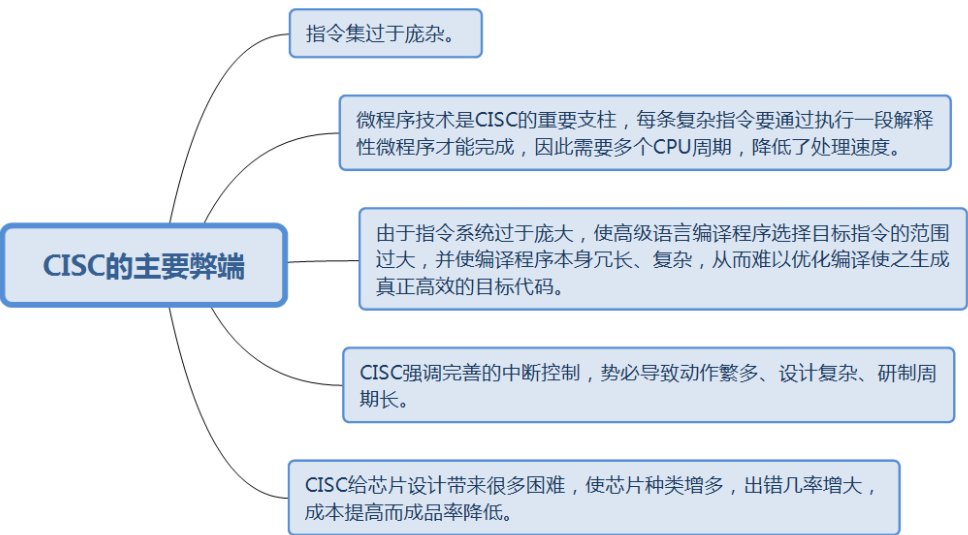 指令集过于庞杂。
微程序技术是CISC的重要支柱，每条复杂指令要通过执行一段解释
性微程序才能完成，因此需要多个CPU周期，降低了处理速度。
由于指令系统过于庞大，使高级语言编译程序选择目标指令的范围
过大，并使编译程序本身冗长、复杂，从而难以优化编译使之生成
真正高效的目标代码。
CISC的主要弊端
CISC强调完善的中断控制，势必导致动作繁多、设计复杂、研制周
期长。
CISC给芯片设计带来很多困难，使芯片种类增多，出错几率增大，
成本提高而成品率降低。